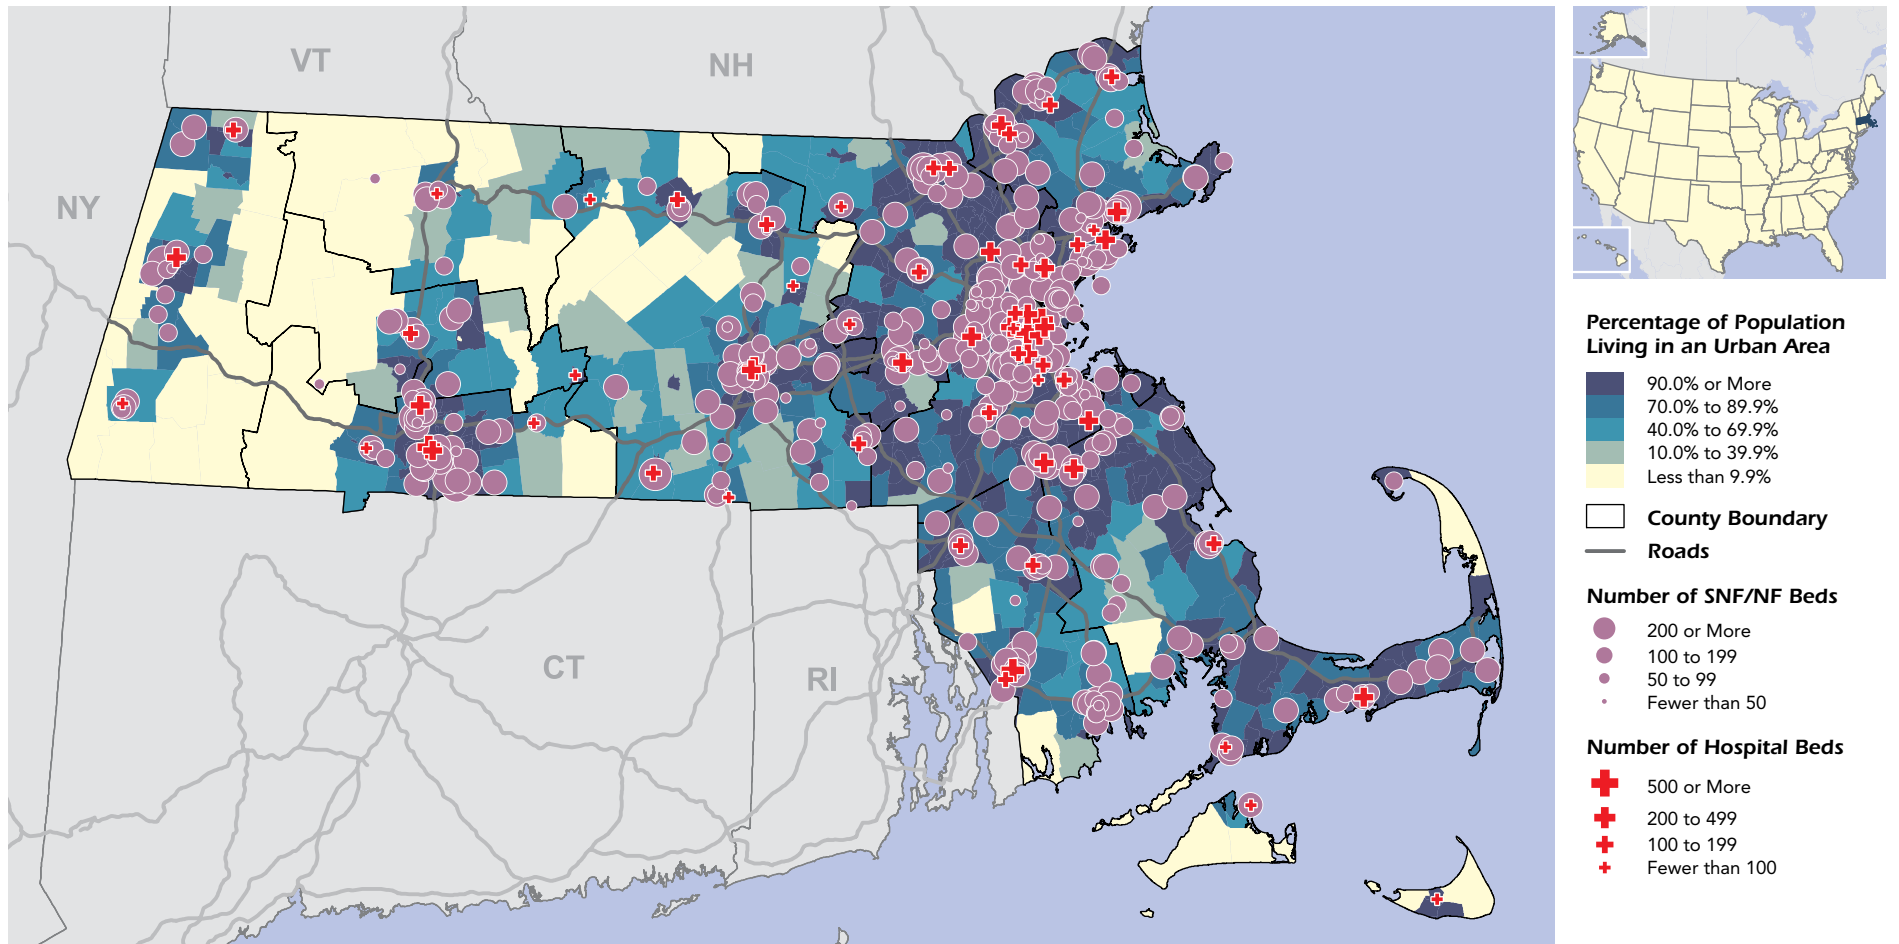 VT
NH
NY
CT
RI
Percentage of Population
Living in an Urban Area
90.0% or More
70.0% to 89.9%
40.0% to 69.9%
10.0% to 39.9%
Less than 9.9%
County Boundary
Roads
Number of SNF/NF Beds
200 or More
100 to 199
50 to 99
Fewer than 50
Number of Hospital Beds
500 or More
200 to 499
100 to 199
Fewer than 100